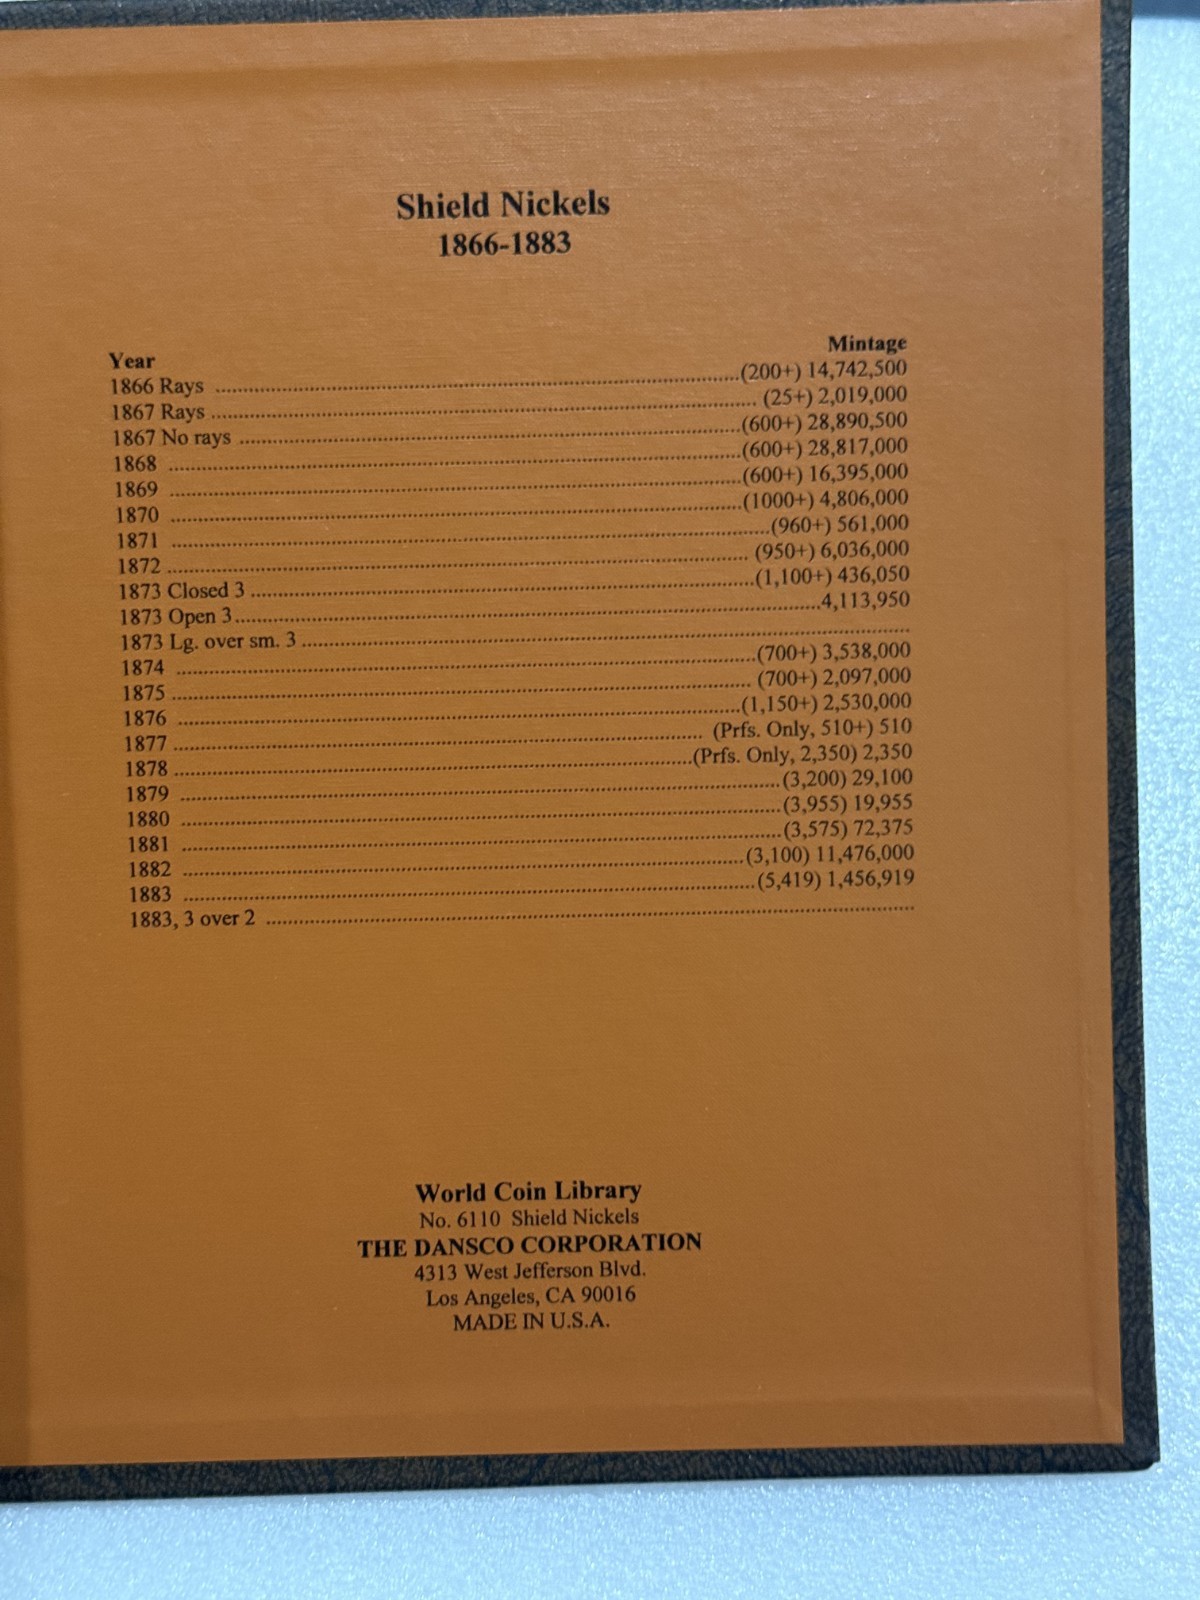 Shield Nickels
1866-1883
Year Mintage
1866 Rays ........ (200+) 14,742,500
1867 Rays ........ (25+) 2,019,000
1867 No rays ........ (600+) 28,890,500
1868 ........ (600+) 28,817,000
1869 ........ (600+) 16,395,000
1870 ........ (1000+) 4,806,000
1871 ........ (960+) 561,000
1872 ........ (950+) 6,036,000
1873 Closed 3 ........ (1,100+) 436,050
1873 Open 3 ........ 4,113,950
1873 Lg. over sm. 3 ........
1874 ........ (700+) 3,538,000
1875 ........ (700+) 2,097,000
1876 ........ (1,150+) 2,530,000
1877 ........ (Prfs. Only, 510+) 510
1878 ........ (Prfs. Only, 2,350) 2,350
1879 ........ (3,200) 29,100
1880 ........ (3,955) 19,955
1881 ........ (3,575) 72,375
1882 ........ (3,100) 11,476,000
1883 ........ (5,419) 1,456,919
1883, 3 over 2 ........
World Coin Library
No. 6110 Shield Nickels
THE DANSCO CORPORATION
4313 West Jefferson Blvd.
Los Angeles, CA 90016
MADE IN U.S.A.